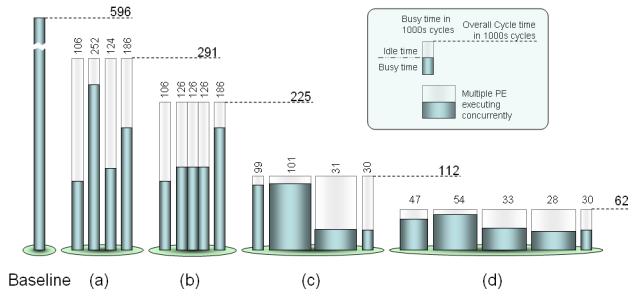 596
106
252
124
186
291
106
126
126
126
186
225
99
101
31
30
112
47
54
33
28
30
62
Busy time in
1000s cycles
Overall Cycle time
in 1000s cycles
Idle time
Busy time
Multiple PE
executing
concurrently
Baseline
(a)
(b)
(c)
(d)